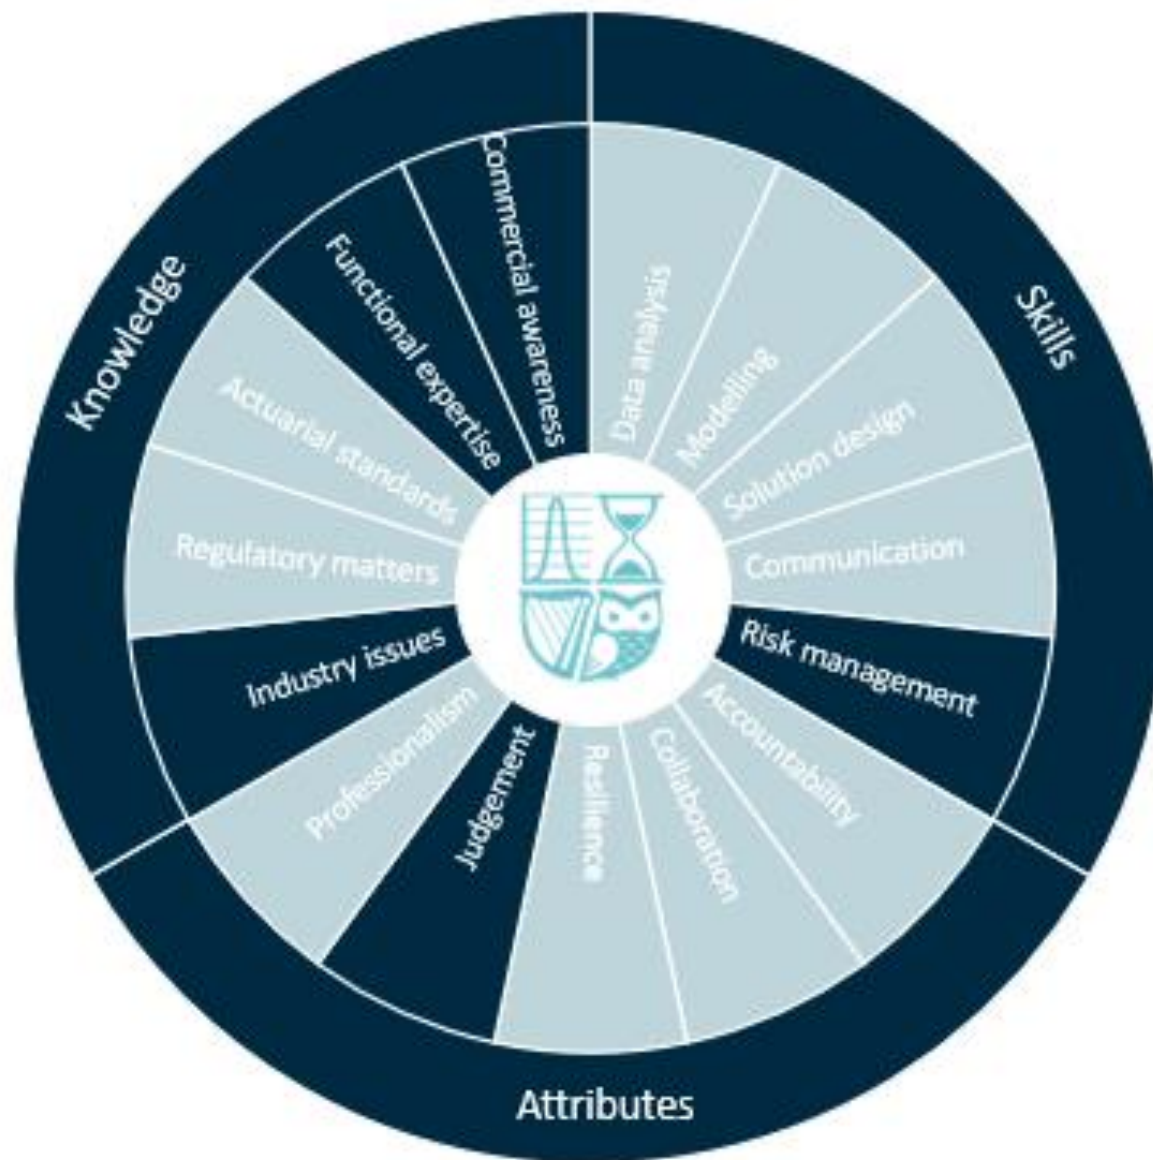 Knowledge
Skills
Attributes
Commercial awareness
Functional expertise
Actuarial standards
Regulatory matters
Industry issues
Data analysis
Modelling
Solution design
Communication
Risk management
Accountability
Collaboration
Resilience
Judgement
Professionalism